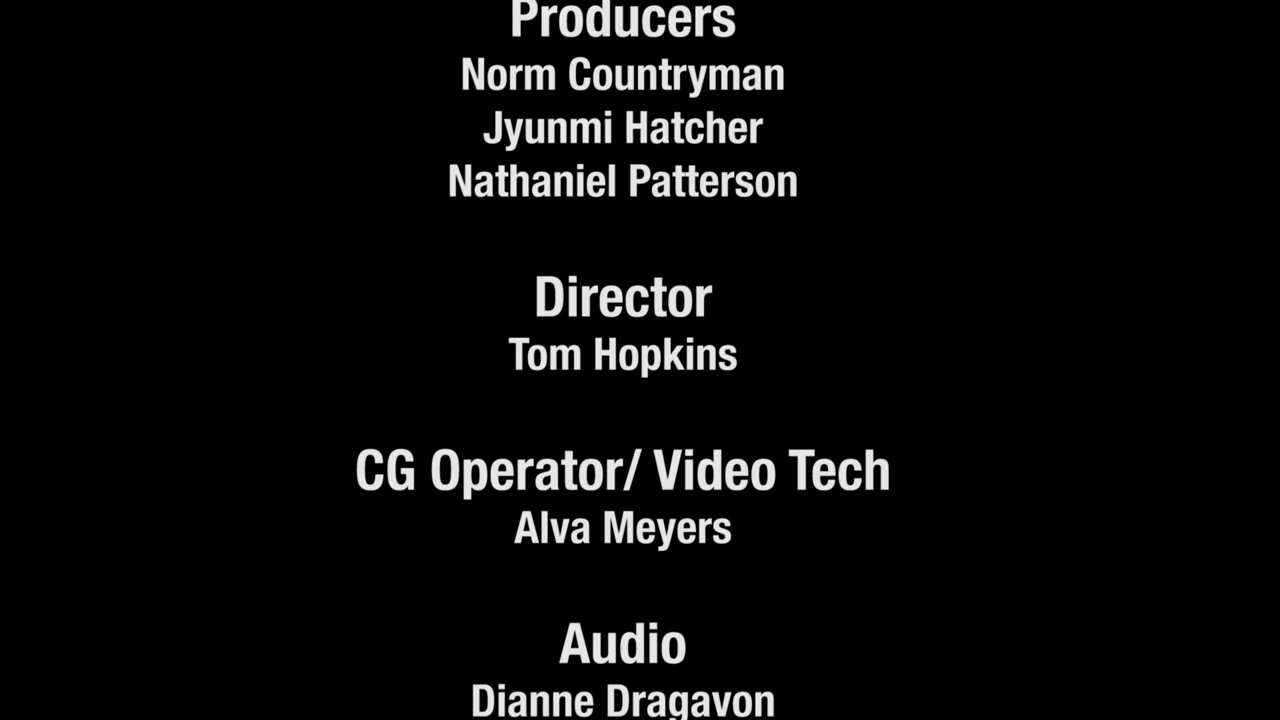 Producers
Norm Countryman
Jyunmi Hatcher
Nathaniel Patterson
Director
Tom Hopkins
CG Operator/ Video Tech
Alva Meyers
Audio
Dianne Dragavon